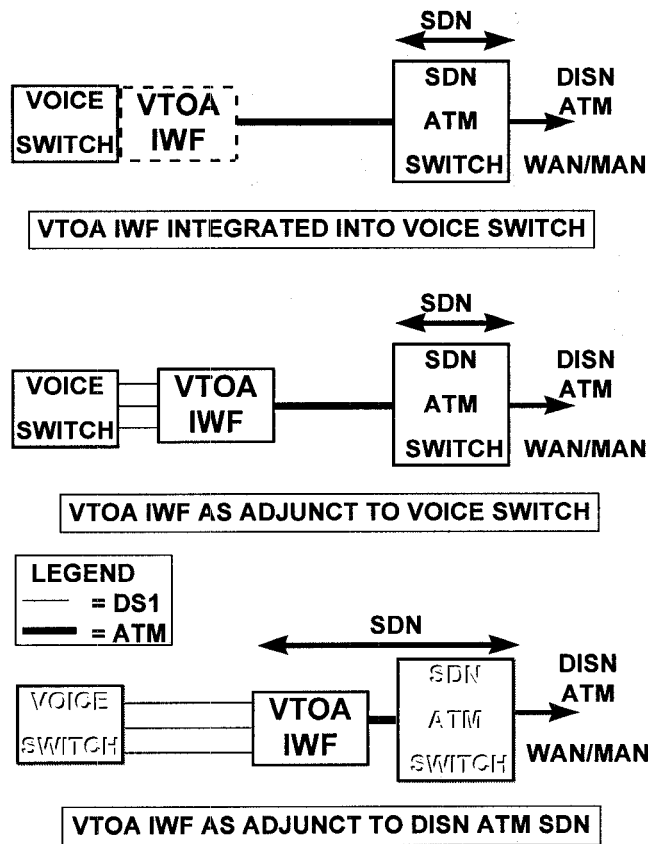 SDN
VOICE
SWITCH
VTOA
IWF
SDN
ATM
SWITCH
DISN
ATM
WAN/MAN
VTOA IWF INTEGRATED INTO VOICE SWITCH
SDN
VOICE
SWITCH
VTOA
IWF
SDN
ATM
SWITCH
DISN
ATM
WAN/MAN
VTOA IWF AS ADJUNCT TO VOICE SWITCH
LEGEND
= DS1
= ATM
SDN
VOICE
SWITCH
VTOA
IWF
SDN
ATM
SWITCH
DISN
ATM
WAN/MAN
VTOA IWF AS ADJUNCT TO DISN ATM SDN